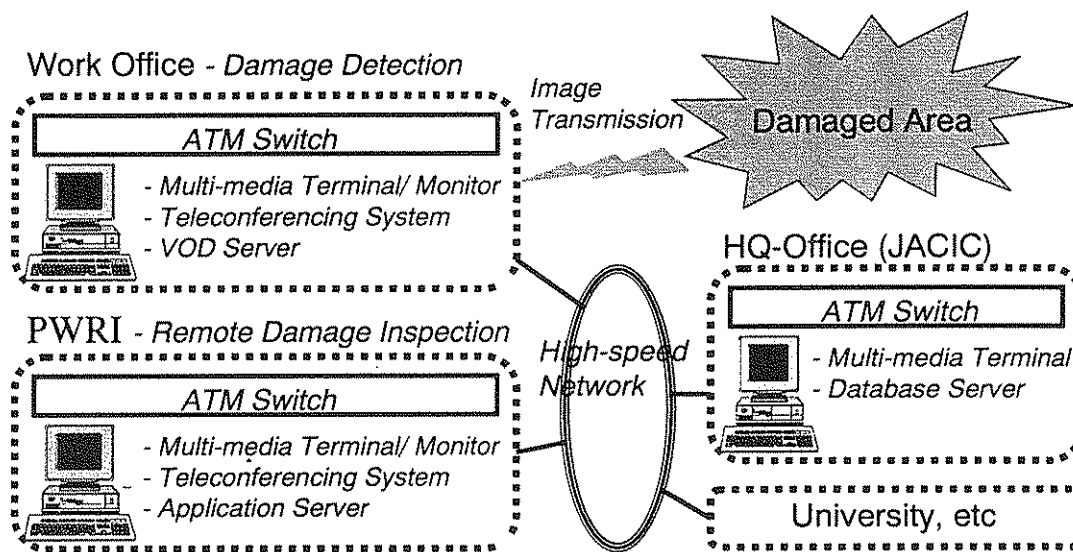 Work Office - Damage Detection
ATM Switch
- Multi-media Terminal/ Monitor
- Teleconferencing System
- VOD Server
Image
Transmission
Damaged Area
PWRI - Remote Damage Inspection
ATM Switch
- Multi-media Terminal/ Monitor
- Teleconferencing System
- Application Server
High-speed
Network
HQ-Office (JACIC)
ATM Switch
- Multi-media Terminal
- Database Server
University, etc